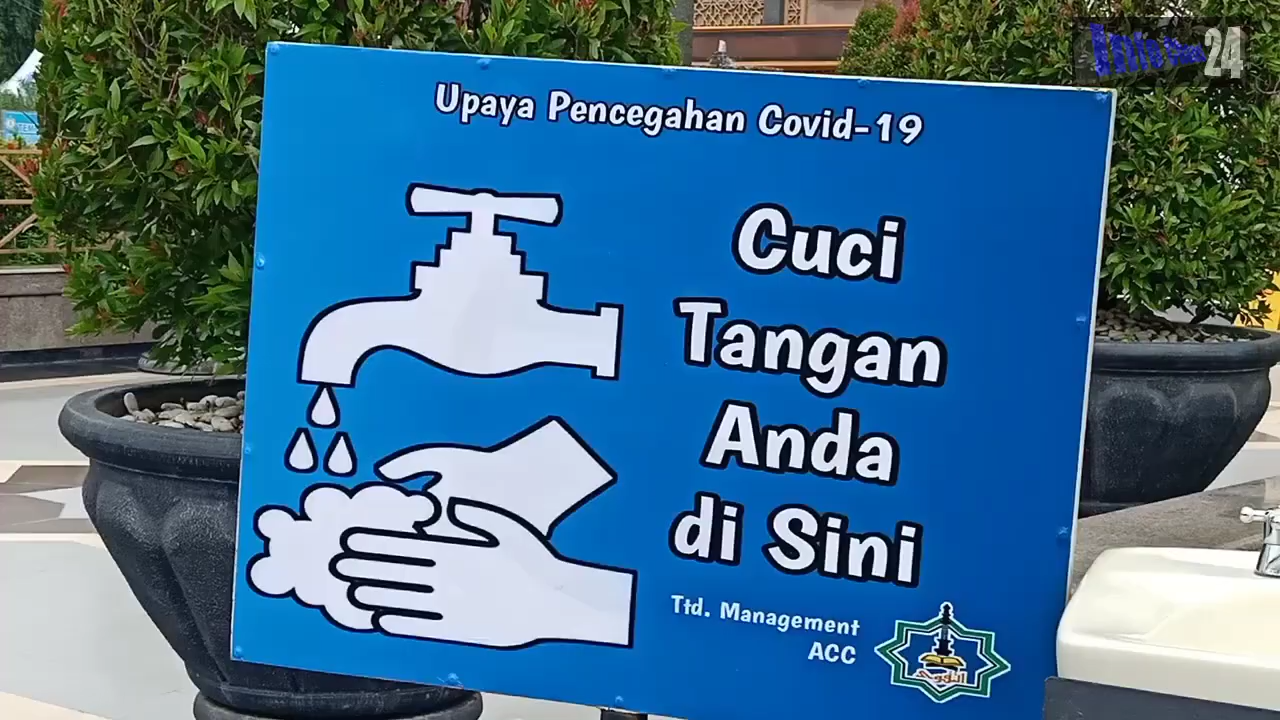 24
Upaya Pencegahan Covid-19
Cuci
Tangan
Anda
di Sini
Ttd. Management
ACC